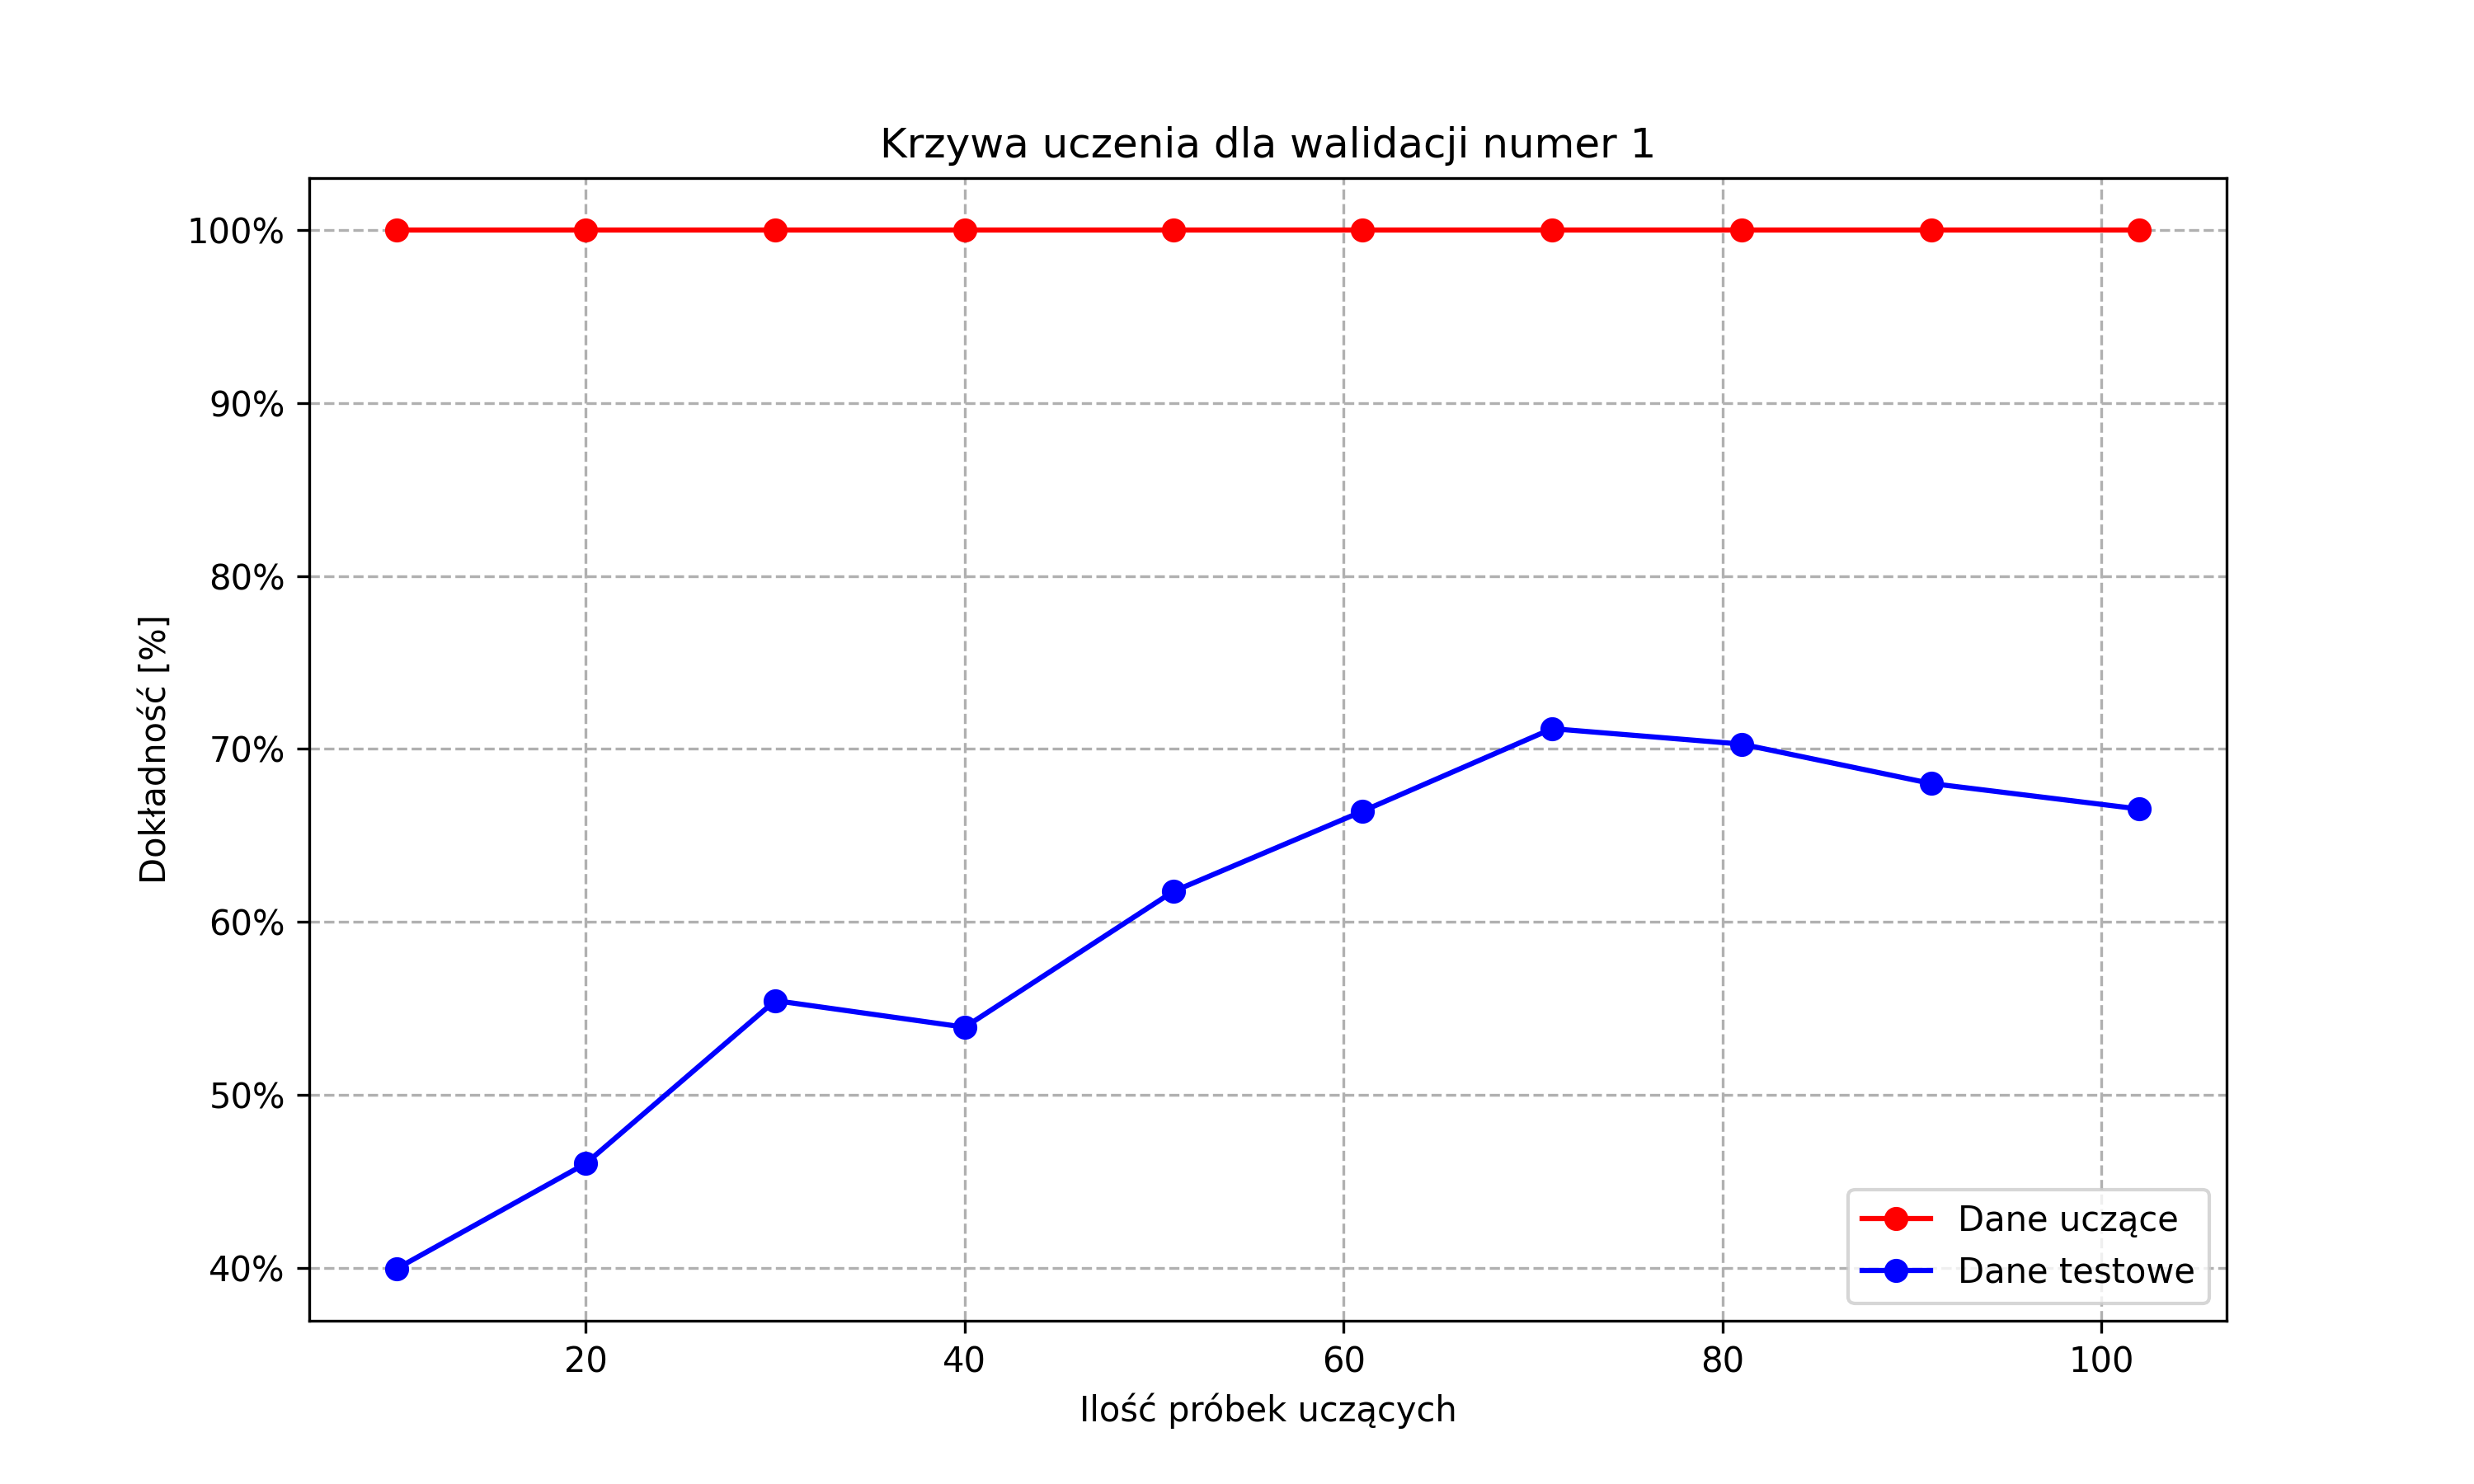 Krzywa uczenia dla walidacji numer 1
100%
90%
80%
70%
60%
50%
40%
Dokładność [%]
20 40 60 80 100
Ilość próbek uczących
Dane uczące
Dane testowe